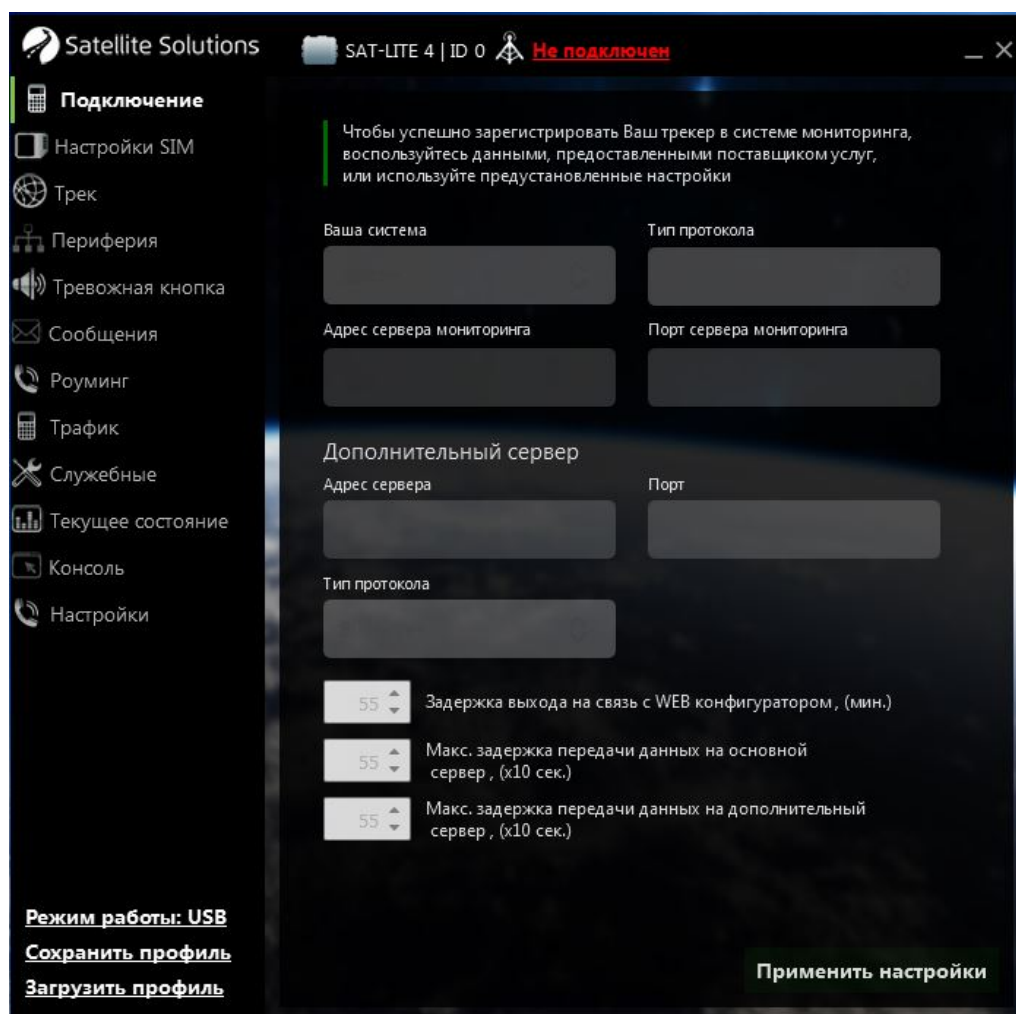 Satellite Solutions
SAT-LITE 4 | ID 0 Не подключен
Подключение
Настройки SIM
Трек
Периферия
Тревожная кнопка
Сообщения
Роуминг
Трафик
Служебные
Текущее состояние
Консоль
Настройки
Режим работы: USB
Сохранить профиль
Загрузить профиль
Чтобы успешно зарегистрировать Ваш трекер в системе мониторинга,
воспользуйтесь данными, предоставленными поставщиком услуг,
или используйте предустановленные настройки
Ваша система
Тип протокола
Адрес сервера мониторинга
Порт сервера мониторинга
Дополнительный сервер
Адрес сервера
Порт
Тип протокола
55 Задержка выхода на связь с WEB конфигуратором, (мин.)
55 Макс. задержка передачи данных на основной
сервер, (x10 сек.)
55 Макс. задержка передачи данных на дополнительный
сервер, (x10 сек.)
Применить настройки